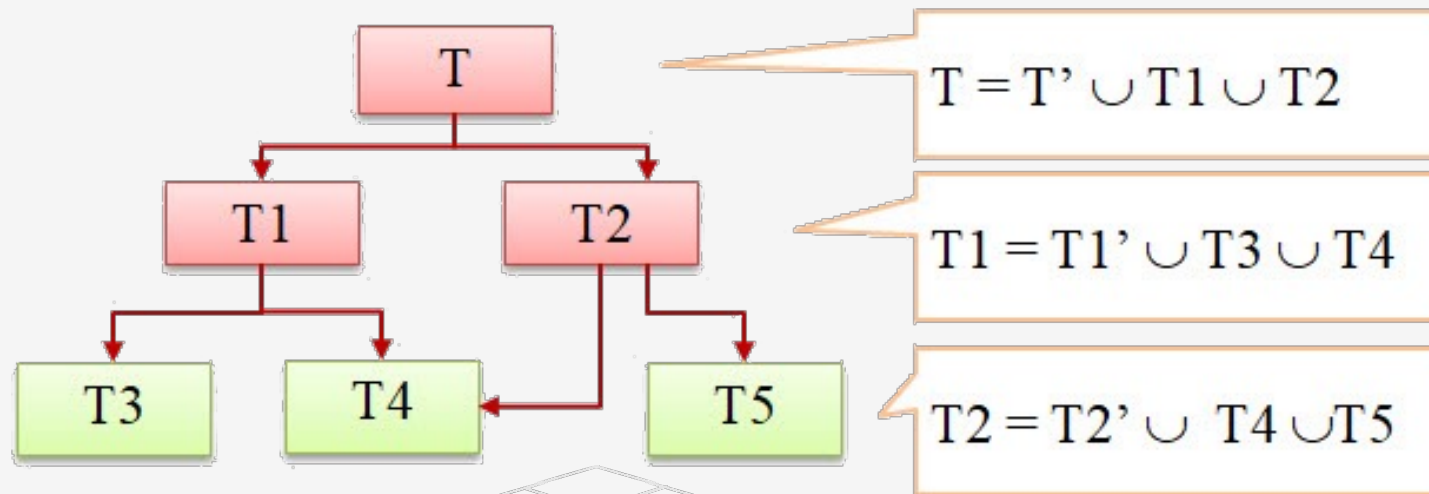 T
T = T’ ∪ T1 ∪ T2
T1
T2
T1 = T1’ ∪ T3 ∪ T4
T3
T4
T5
T2 = T2’ ∪ T4 ∪T5